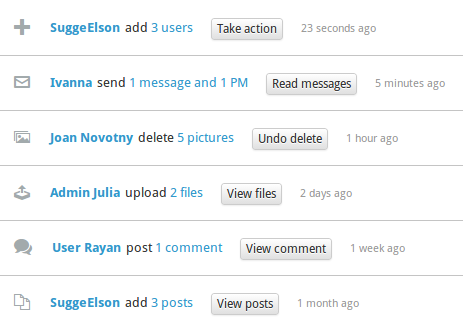 SuggeElson add 3 users Take action 23 seconds ago
Ivanna send 1 message and 1 PM Read messages 5 minutes ago
Joan Novotny delete 5 pictures Undo delete 1 hour ago
Admin Julia upload 2 files View files 2 days ago
User Rayan post 1 comment View comment 1 week ago
SuggeElson add 3 posts View posts 1 month ago